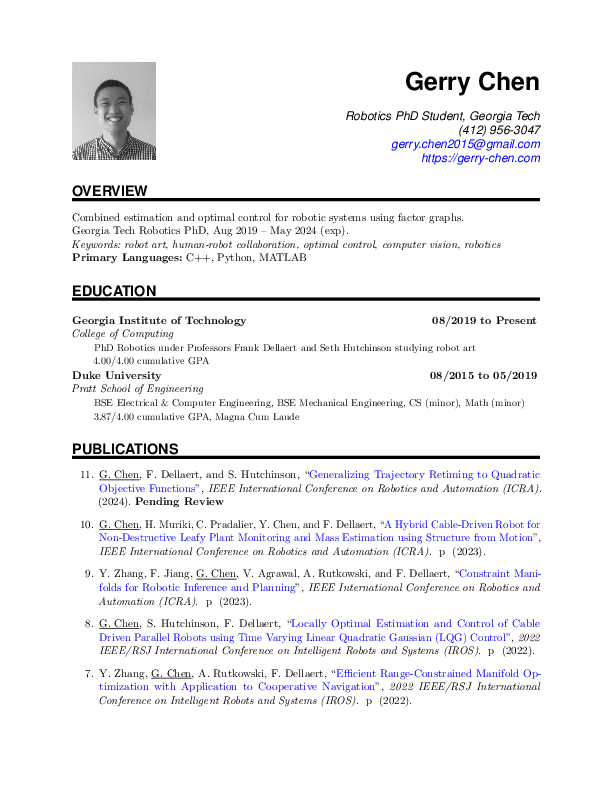 Gerry Chen
Robotics PhD Student, Georgia Tech
(412) 956-3047
gerry.chen2015@gmail.com
https://gerry-chen.com
OVERVIEW
Combined estimation and optimal control for robotic systems using factor graphs.
Georgia Tech Robotics PhD, Aug 2019 – May 2024 (exp).
Keywords: robot art, human-robot collaboration, optimal control, computer vision, robotics
Primary Languages: C++, Python, MATLAB
EDUCATION
Georgia Institute of Technology 08/2019 to Present
College of Computing
PhD Robotics under Professors Frank Dellaert and Seth Hutchinson studying robot art
4.00/4.00 cumulative GPA
Duke University 08/2015 to 05/2019
Pratt School of Engineering
BSE Electrical & Computer Engineering, BSE Mechanical Engineering, CS (minor), Math (minor)
3.87/4.00 cumulative GPA, Magna Cum Laude
PUBLICATIONS
11. G. Chen, F. Dellaert, and S. Hutchinson, “Generalizing Trajectory Retiming to Quadratic
Objective Functions”, IEEE International Conference on Robotics and Automation (ICRA).
(2024). Pending Review
10. G. Chen, H. Muriki, C. Pradalier, Y. Chen, and F. Dellaert, “A Hybrid Cable-Driven Robot for
Non-Destructive Leafy Plant Monitoring and Mass Estimation using Structure from Motion”,
IEEE International Conference on Robotics and Automation (ICRA). p (2023).
9. Y. Zhang, F. Jiang, G. Chen, V. Agrawal, A. Rutkowski, and F. Dellaert, “Constraint Mani-
folds for Robotic Inference and Planning”, IEEE International Conference on Robotics and
Automation (ICRA). p (2023).
8. G. Chen, S. Hutchinson, F. Dellaert, “Locally Optimal Estimation and Control of Cable
Driven Parallel Robots using Time Varying Linear Quadratic Gaussian (LQG) Control”, 2022
IEEE/RSJ International Conference on Intelligent Robots and Systems (IROS). p (2022).
7. Y. Zhang, G. Chen, A. Rutkowski, F. Dellaert, “Efficient Range-Constrained Manifold Op-
timization with Application to Cooperative Navigation”, 2022 IEEE/RSJ International
Conference on Intelligent Robots and Systems (IROS). p (2022).